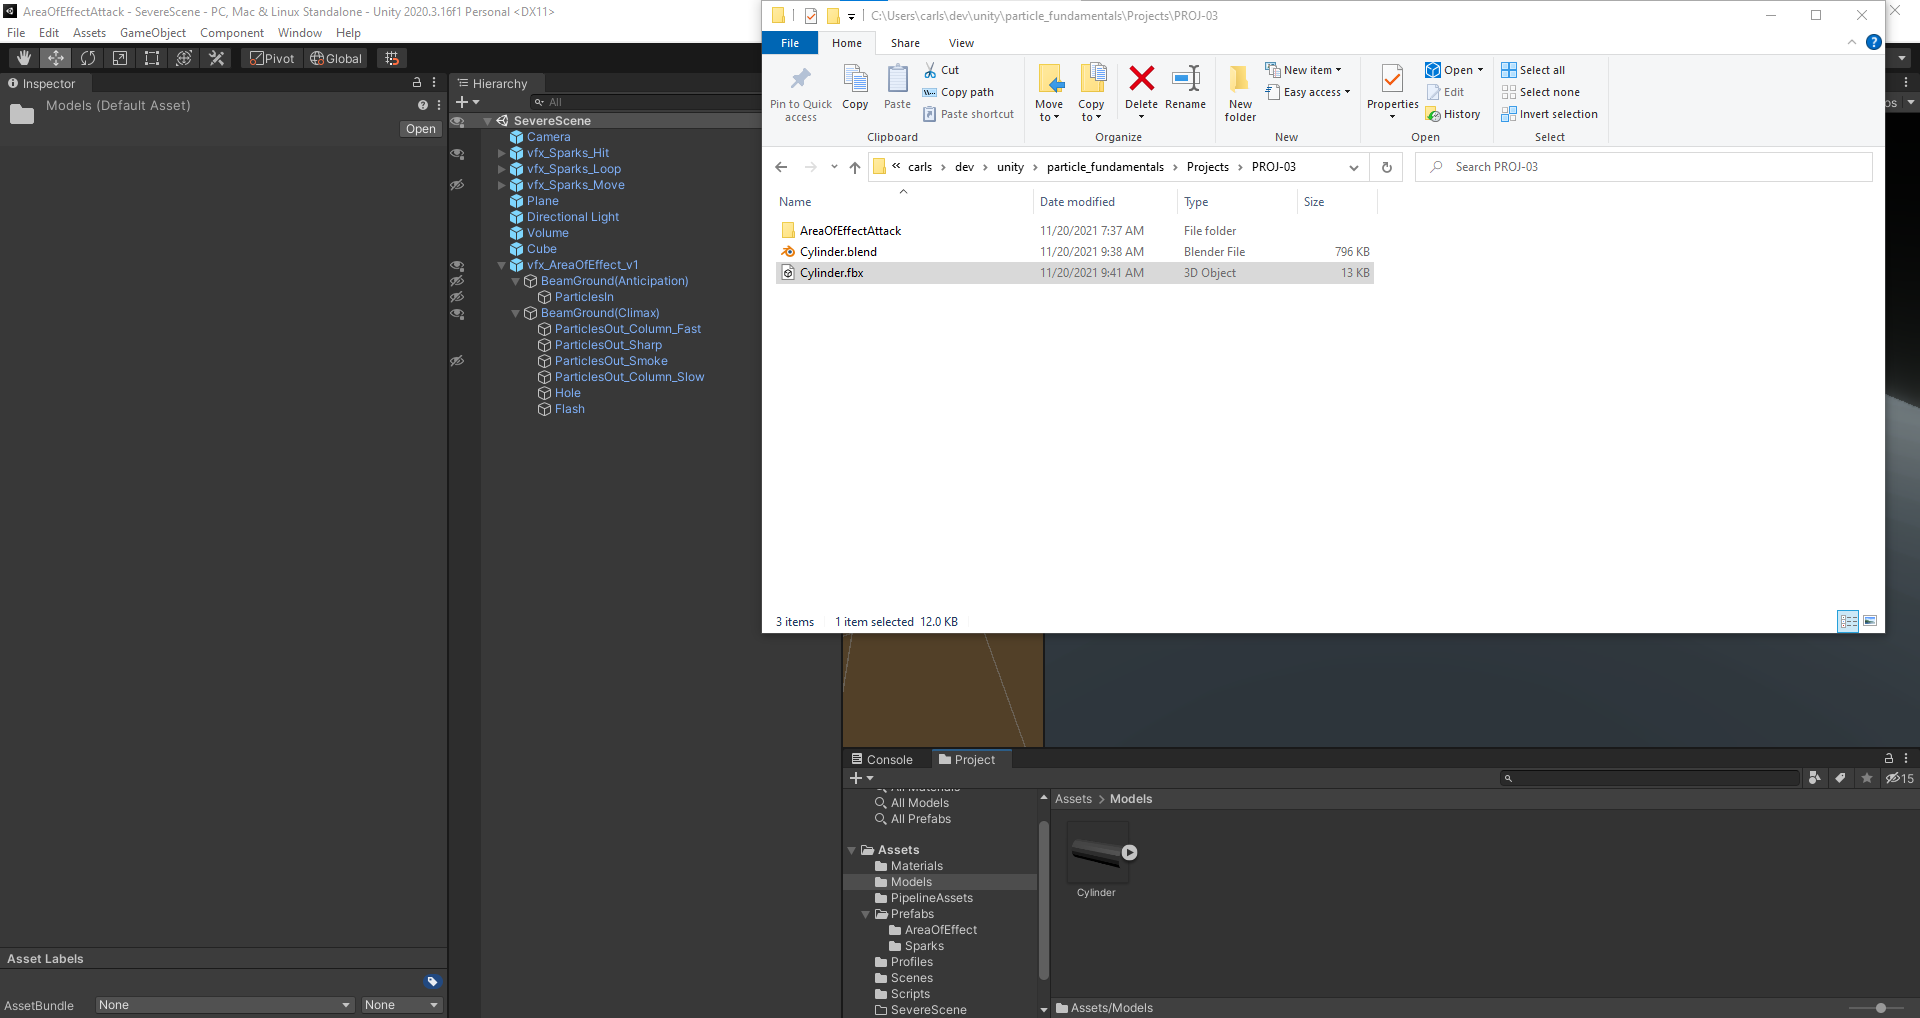 AreaOfEffectAttack - SevereScene - PC, Mac & Linux Standalone - Unity 2020.3.16f1 Personal <DX11>
File Edit Assets GameObject Component Window Help
Pivot Global
Inspector
Models (Default Asset)
Open
Asset Labels
AssetBundle None None
Hierarchy
All
SevereScene
Camera
vfx_Sparks_Hit
vfx_Sparks_Loop
vfx_Sparks_Move
Plane
Directional Light
Volume
Cube
vfx_AreaOfEffect_v1
BeamGround(Anticipation)
ParticlesIn
BeamGround(Climax)
ParticlesOut_Column_Fast
ParticlesOut_Sharp
ParticlesOut_Smoke
ParticlesOut_Column_Slow
Hole
Flash
C:\Users\carls\dev\unity\particle_fundamentals\Projects\PROJ-03
File Home Share View
Pin to Quick access
Copy
Paste
Cut
Copy path
Paste shortcut
Clipboard
Move to
Copy to
Delete
Rename
Organize
New folder
New item
Easy access
New
Properties
Open
Edit
History
Open
Select all
Select none
Invert selection
Select
« carls › dev › unity › particle_fundamentals › Projects › PROJ-03
Search PROJ-03
Name Date modified Type Size
AreaOfEffectAttack 11/20/2021 7:37 AM File folder
Cylinder.blend 11/20/2021 9:38 AM Blender File 796 KB
Cylinder.fbx 11/20/2021 9:41 AM 3D Object 13 KB
3 items 1 item selected 12.0 KB
Console Project
15
All Models
All Prefabs
Assets
Materials
Models
PipelineAssets
Prefabs
AreaOfEffect
Sparks
Profiles
Scenes
Scripts
SevereScene
Assets > Models
Cylinder
Assets/Models